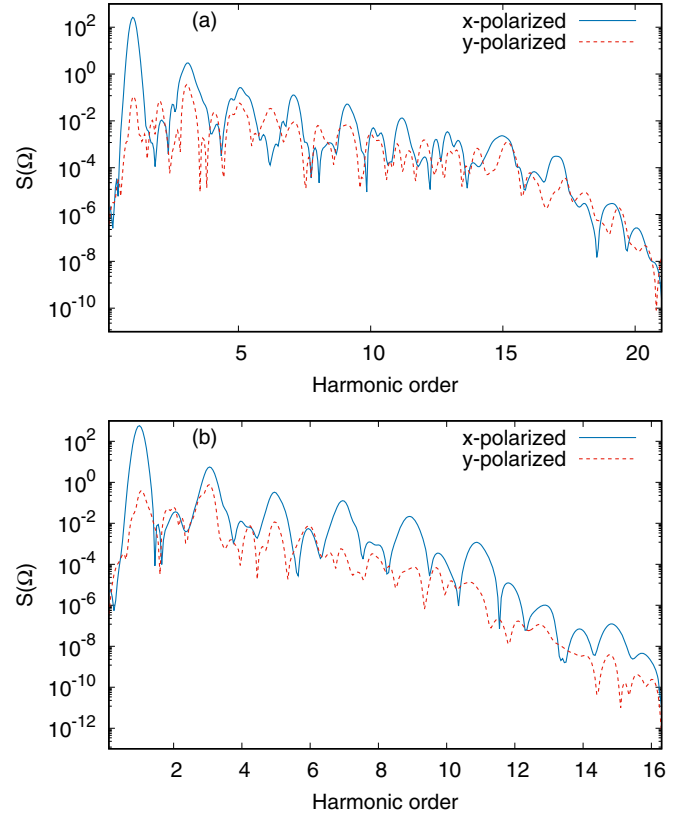 (a)
x-polarized
y-polarized
10^2
10^0
10^-2
10^-4
10^-6
10^-8
10^-10
S(Ω)
5
10
15
20
Harmonic order
(b)
x-polarized
y-polarized
10^2
10^0
10^-2
10^-4
10^-6
10^-8
10^-10
10^-12
S(Ω)
2
4
6
8
10
12
14
16
Harmonic order